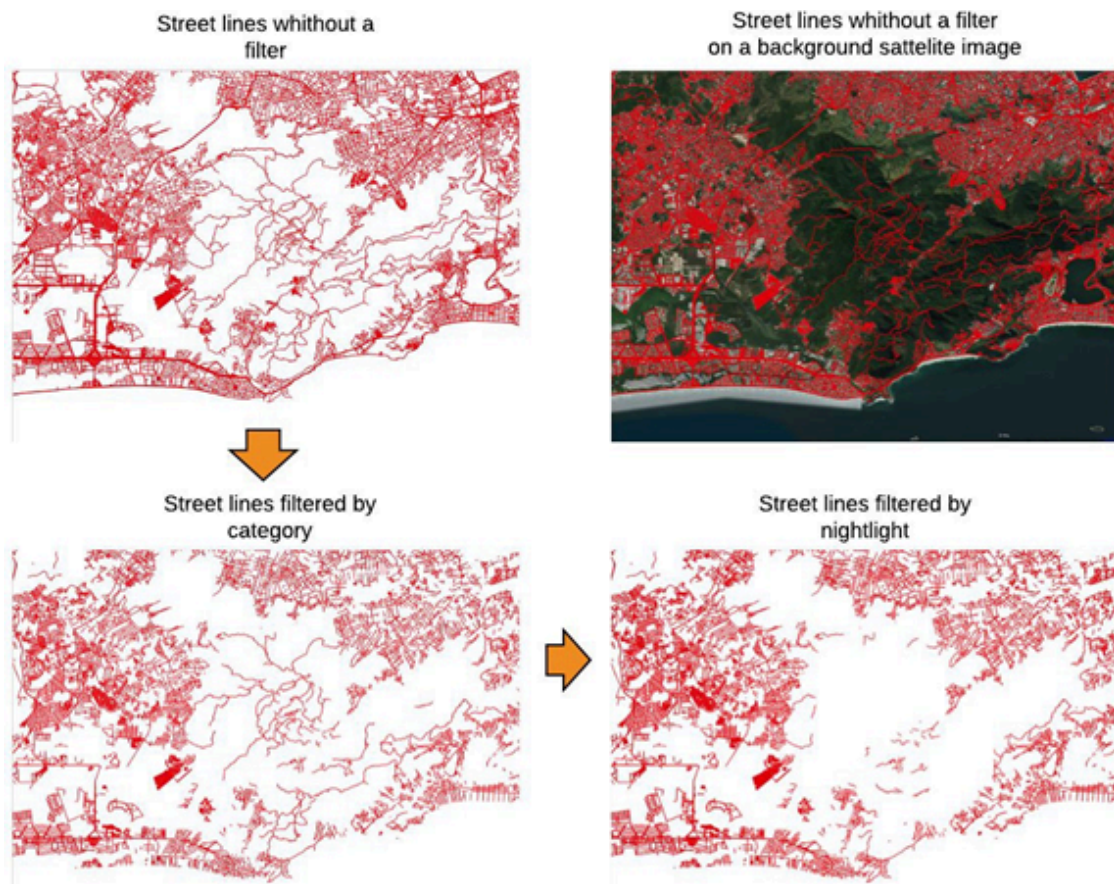 Street lines whithout a
filter
Street lines whithout a filter
on a background sattelite image
Street lines filtered by
category
Street lines filtered by
nightlight